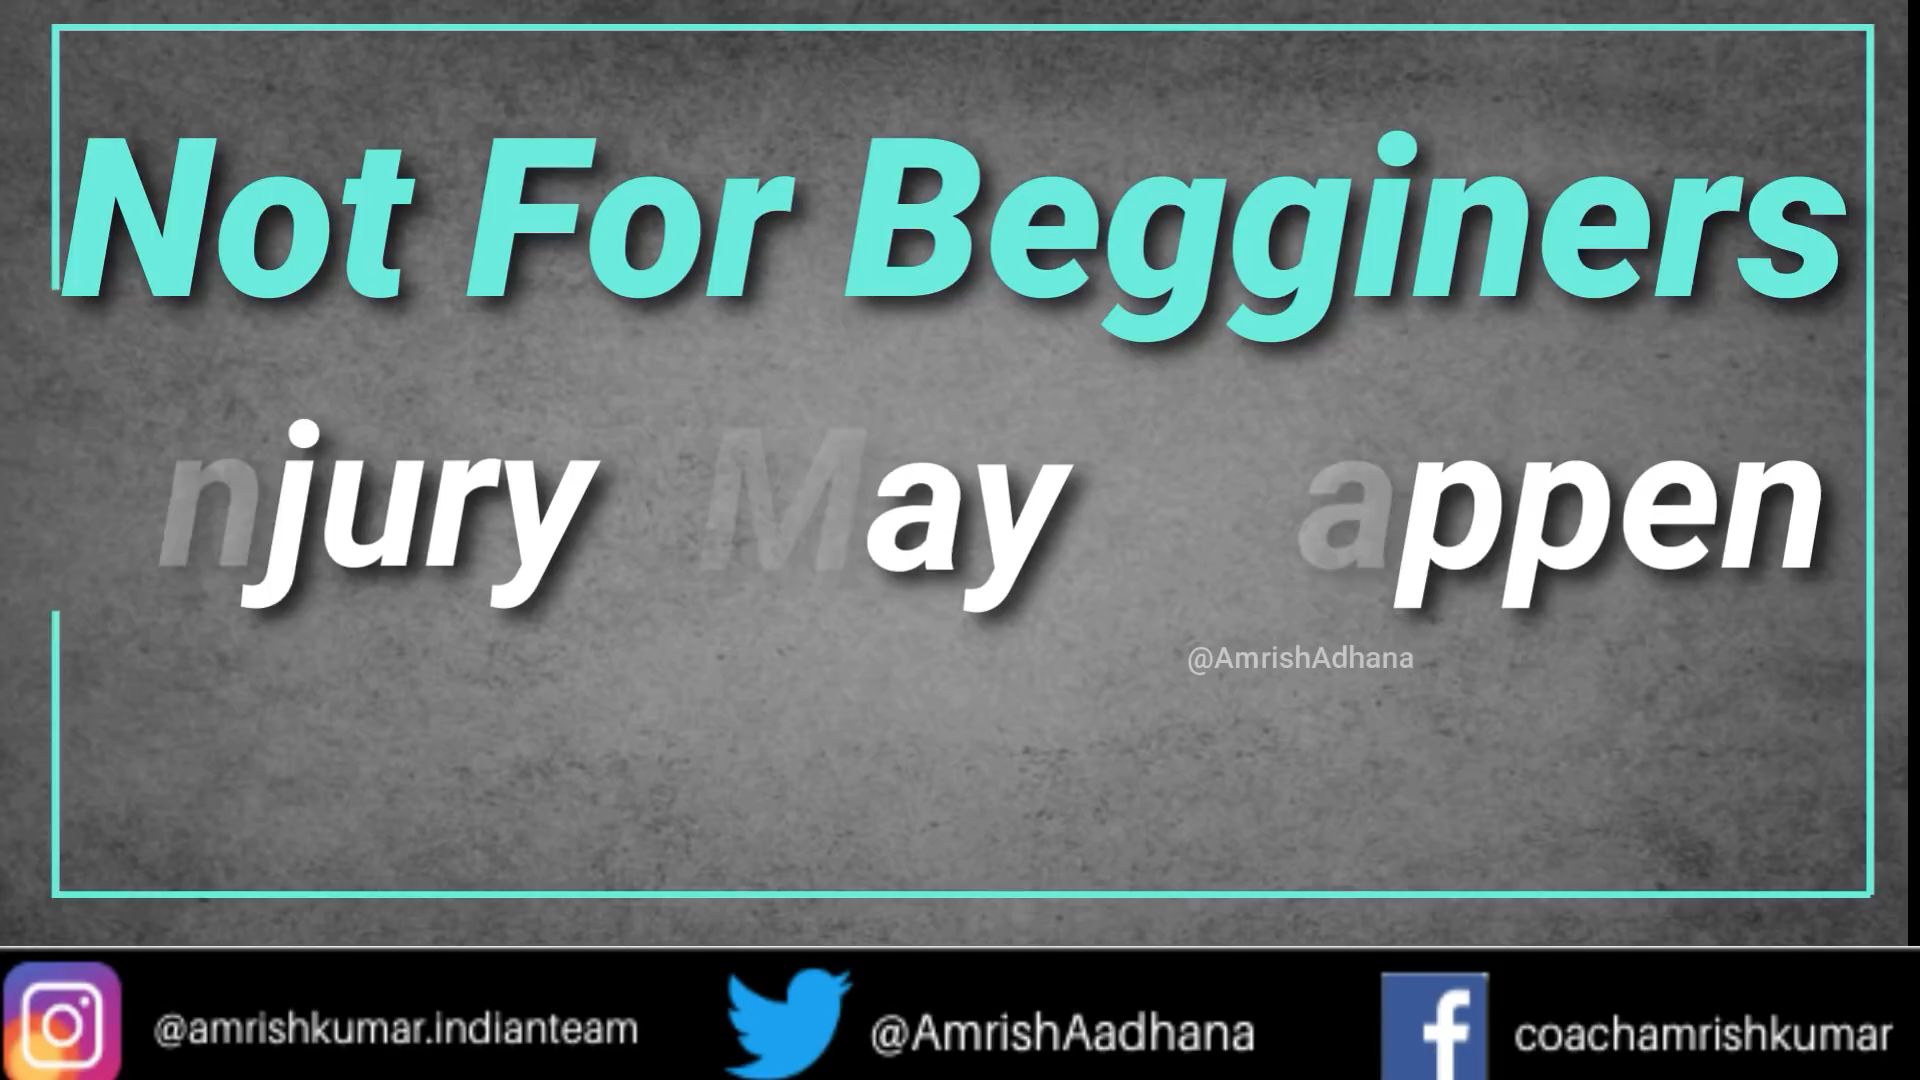 Not For Begginers
njury May appen
@AmrishAdhana
@amrishkumar.indianteam @AmrishAadhana coachamrishkumar